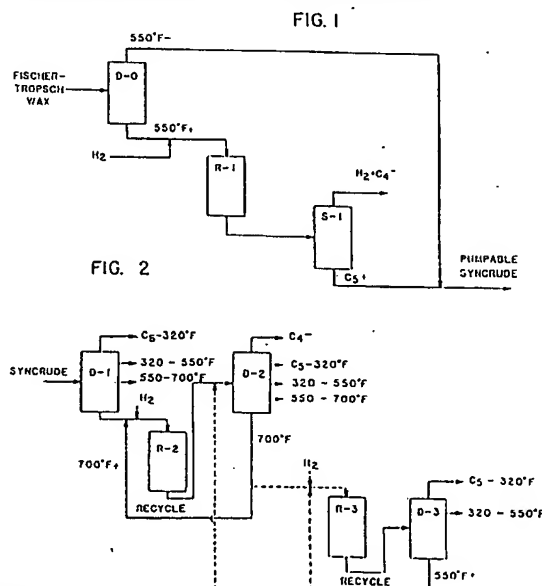 FIG. 1
550°F-
FISCHER-
TROPSCH
WAX
D-0
550°F+
H2
R-1
H2+C4-
S-1
C5+
PUMPABLE
SYNCRUDE
FIG. 2
C5-320°F
C4-
SYNCRUDE
D-1
320-550°F
550-700°F
H2
D-2
C5-320°F
320-550°F
550-700°F
700°F+
R-2
700°F
RECYCLE
H2
R-3
C5-320°F
D-3
320-550°F
RECYCLE
550°F+